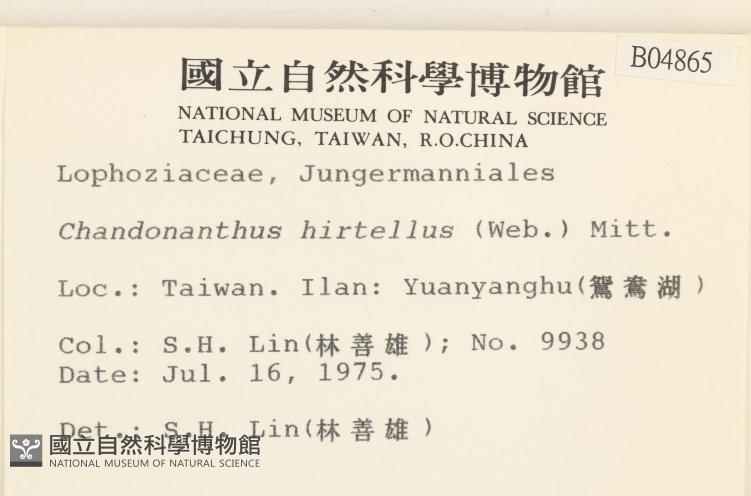 國立自然科學博物館
B04865
NATIONAL MUSEUM OF NATURAL SCIENCE
TAICHUNG, TAIWAN, R.O.CHINA
Lophoziaceae, Jungermanniales
Chandonanthus hirtellus (Web.) Mitt.
Loc.: Taiwan. Ilan: Yuanyanghu(鴛鴦湖)
Col.: S.H. Lin(林善雄); No. 9938
Date: Jul. 16, 1975.
Det.: S.H. Lin(林善雄)
國立自然科學博物館
NATIONAL MUSEUM OF NATURAL SCIENCE